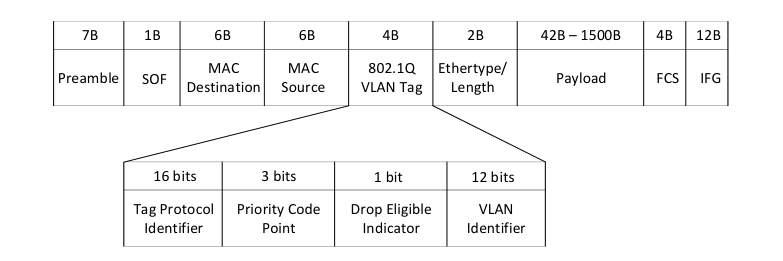 7B 1B 6B 6B 4B 2B 42B – 1500B 4B 12B
Preamble SOF MAC Destination MAC Source 802.1Q VLAN Tag Ethertype/ Length Payload FCS IFG
16 bits 3 bits 1 bit 12 bits
Tag Protocol Identifier Priority Code Point Drop Eligible Indicator VLAN Identifier